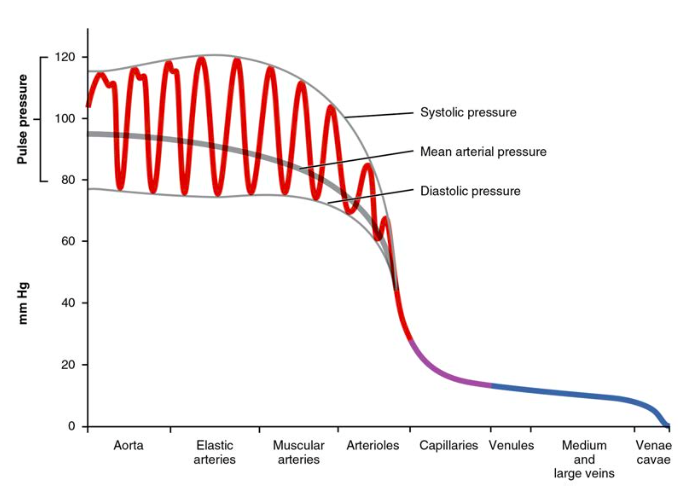 Pulse pressure
mm Hg
120
100
80
60
40
20
0
Systolic pressure
Mean arterial pressure
Diastolic pressure
Aorta
Elastic
arteries
Muscular
arteries
Arterioles
Capillaries
Venules
Medium
and
large veins
Venae
cavae